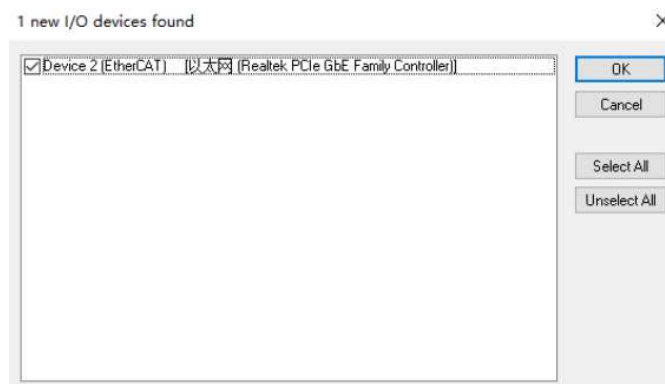 1 new I/O devices found
Device 2 (EtherCAT) [以太网 (Realtek PCIe GbE Family Controller)]
OK
Cancel
Select All
Unselect All